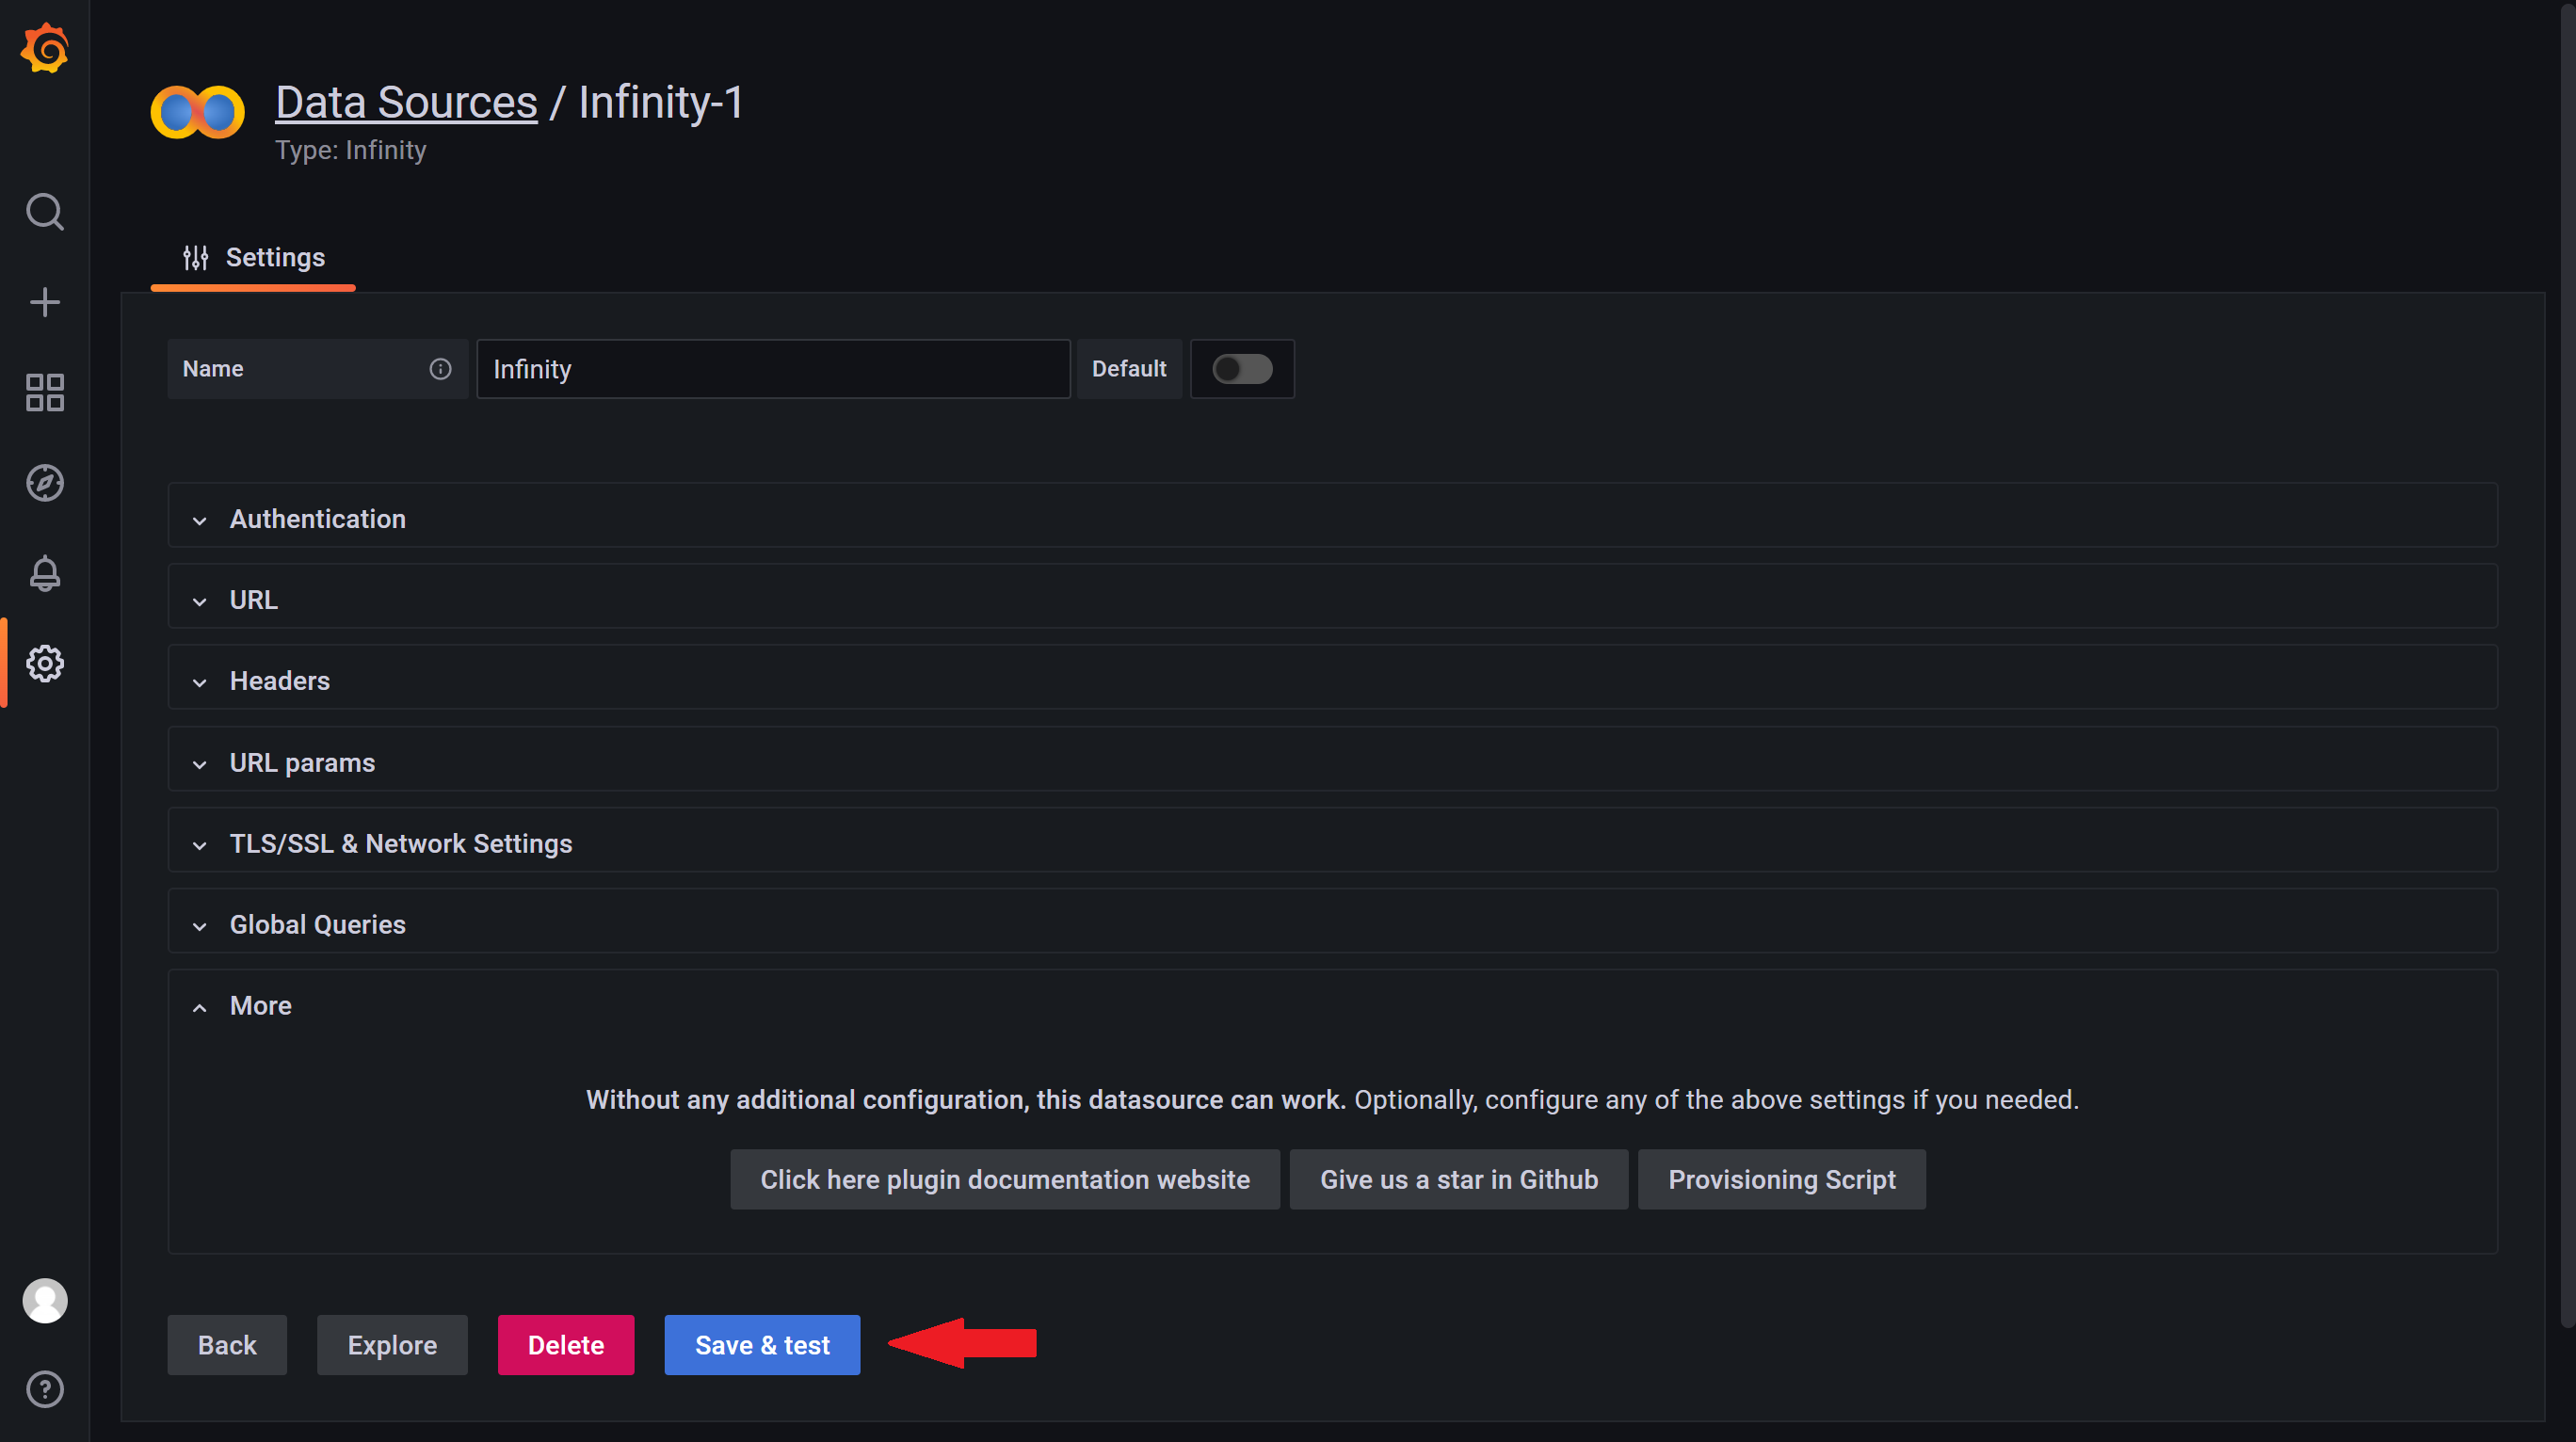 Data Sources / Infinity-1
Type: Infinity
Settings
Name Infinity Default
Authentication
URL
Headers
URL params
TLS/SSL & Network Settings
Global Queries
More
Without any additional configuration, this datasource can work. Optionally, configure any of the above settings if you needed.
Click here plugin documentation website Give us a star in Github Provisioning Script
Back Explore Delete Save & test